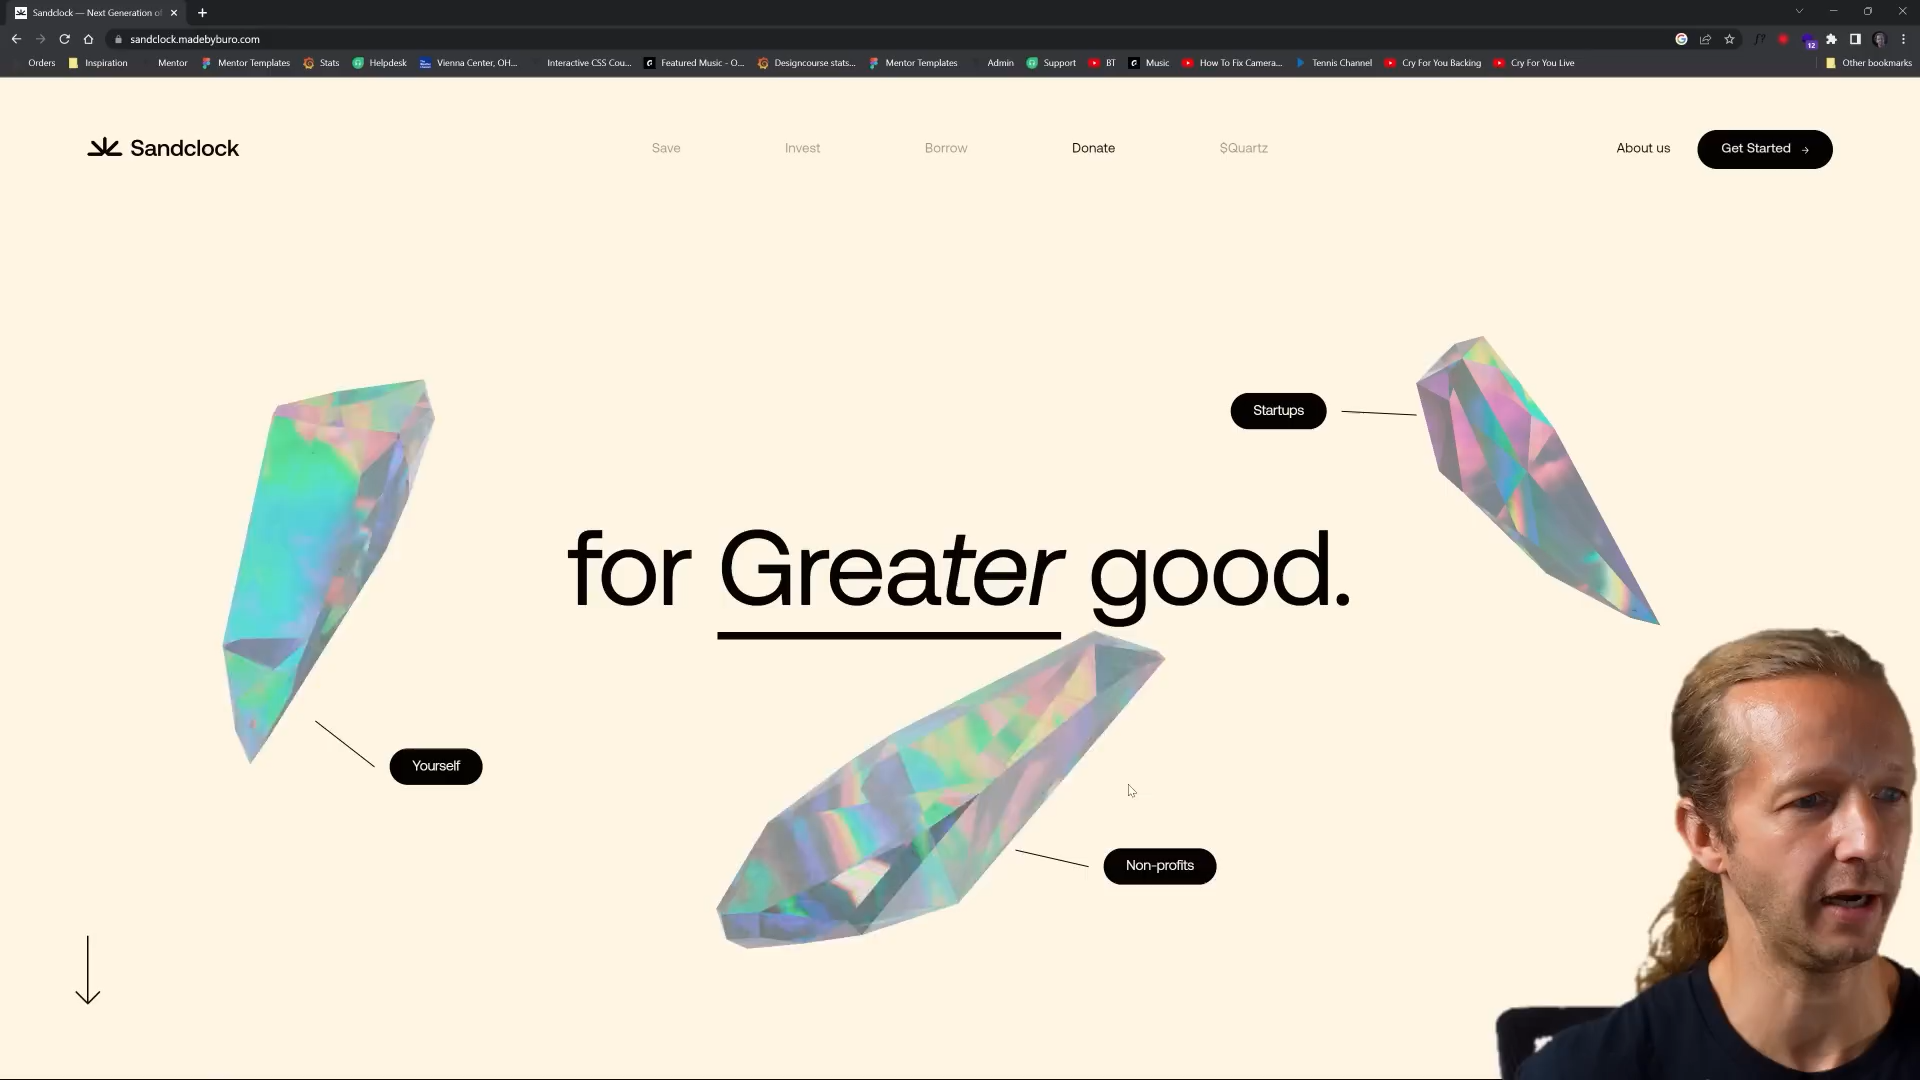 Sandclock — Next Generation of
sandclock.madebyburo.com
12
Orders Inspiration Mentor Mentor Templates Stats Helpdesk Vienna Center, OH... Interactive CSS Cou... Featured Music - O... Designcourse stats... Mentor Templates Admin Support BT Music How To Fix Camera... Tennis Channel Cry For You Backing Cry For You Live Other bookmarks
Sandclock Save Invest Borrow Donate $Quartz About us Get Started →
Startups
for Greater good.
Yourself
Non-profits